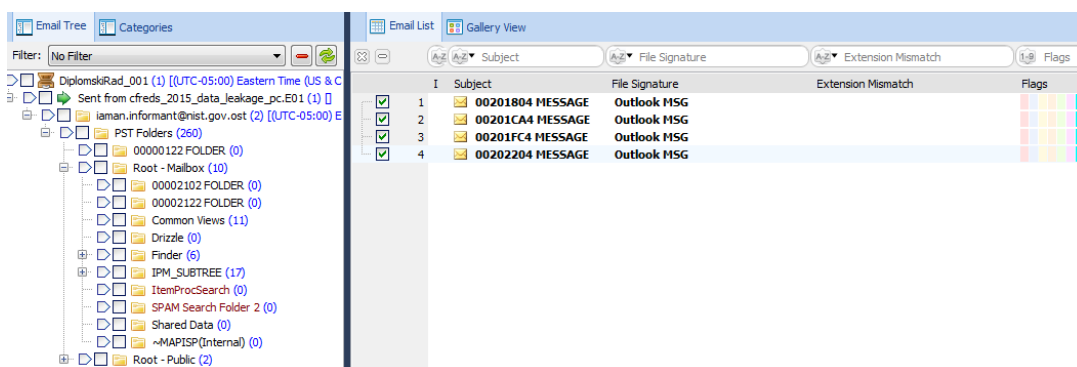 Email Tree Categories
Filter: No Filter
DiplomskiRad_001 (1) [(UTC-05:00) Eastern Time (US & C
Sent from cfreds_2015_data_leakage_pc.E01 (1) []
iaman.informant@nist.gov.ost (2) [(UTC-05:00) E
PST Folders (260)
00000122 FOLDER (0)
Root - Mailbox (10)
00002102 FOLDER (0)
00002122 FOLDER (0)
Common Views (11)
Drizzle (0)
Finder (6)
IPM_SUBTREE (17)
ItemProcSearch (0)
SPAM Search Folder 2 (0)
Shared Data (0)
~MAPISP(Internal) (0)
Root - Public (2)
Email List Gallery View
A-Z A-Z Subject A-Z File Signature A-Z Extension Mismatch 1-9 Flags
I Subject File Signature Extension Mismatch Flags
1 00201804 MESSAGE Outlook MSG
2 00201CA4 MESSAGE Outlook MSG
3 00201FC4 MESSAGE Outlook MSG
4 00202204 MESSAGE Outlook MSG